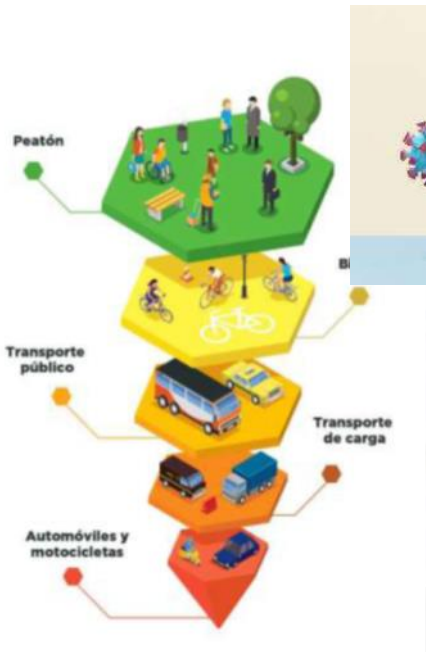 Peatón
Transporte
público
Transporte
de carga
Automóviles y
motocicletas